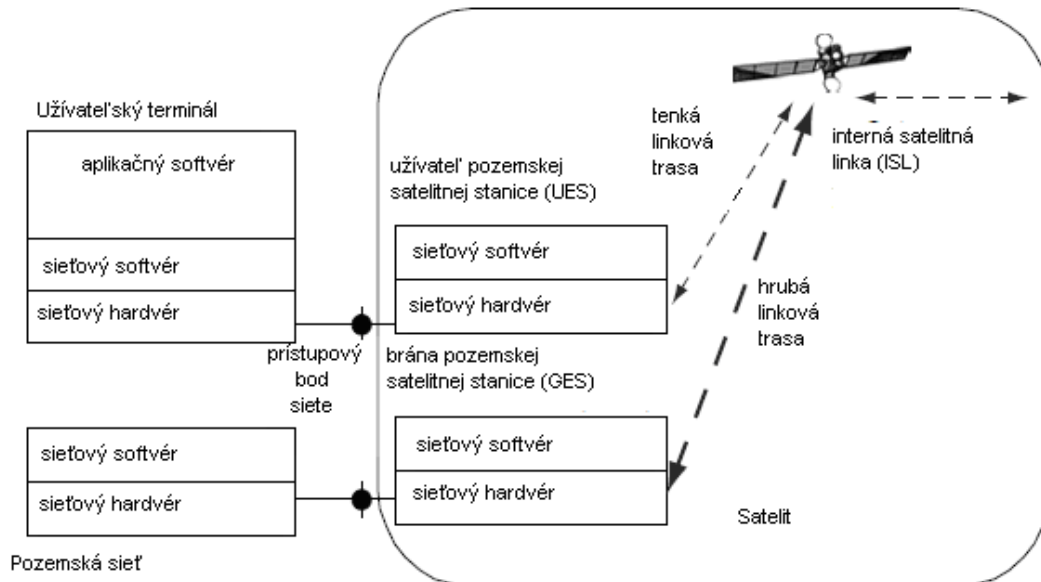 Užívateľský terminál
aplikačný softvér
sieťový softvér
sieťový hardvér
prístupový
bod
siete
užívateľ pozemskej
satelitnej stanice (UES)
sieťový softvér
sieťový hardvér
tenká
linková
trasa
interná satelitná
linka (ISL)
hrubá
linková
trasa
brána pozemskej
satelitnej stanice (GES)
sieťový softvér
sieťový hardvér
sieťový softvér
sieťový hardvér
Satelit
Pozemská sieť